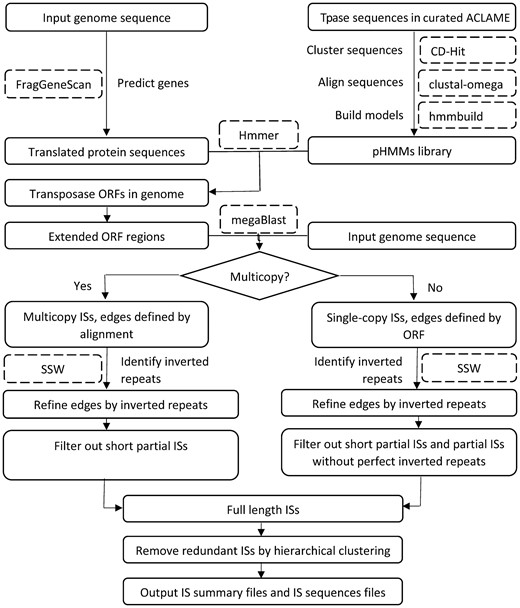 Input genome sequence
Tpase sequences in curated ACLAME
Cluster sequences
CD-Hit
FragGeneScan
Predict genes
Align sequences
clustal-omega
Build models
hmmbuild
Hmmer
Translated protein sequences
pHMMs library
Transposase ORFs in genome
megaBlast
Extended ORF regions
Input genome sequence
Multicopy?
Yes
No
Multicopy ISs, edges defined by
alignment
Single-copy ISs, edges defined by
ORF
SSW
Identify inverted
repeats
Identify inverted
repeats
SSW
Refine edges by inverted repeats
Refine edges by inverted repeats
Filter out short partial ISs
Filter out short partial ISs and partial ISs
without perfect inverted repeats
Full length ISs
Remove redundant ISs by hierarchical clustering
Output IS summary files and IS sequences files